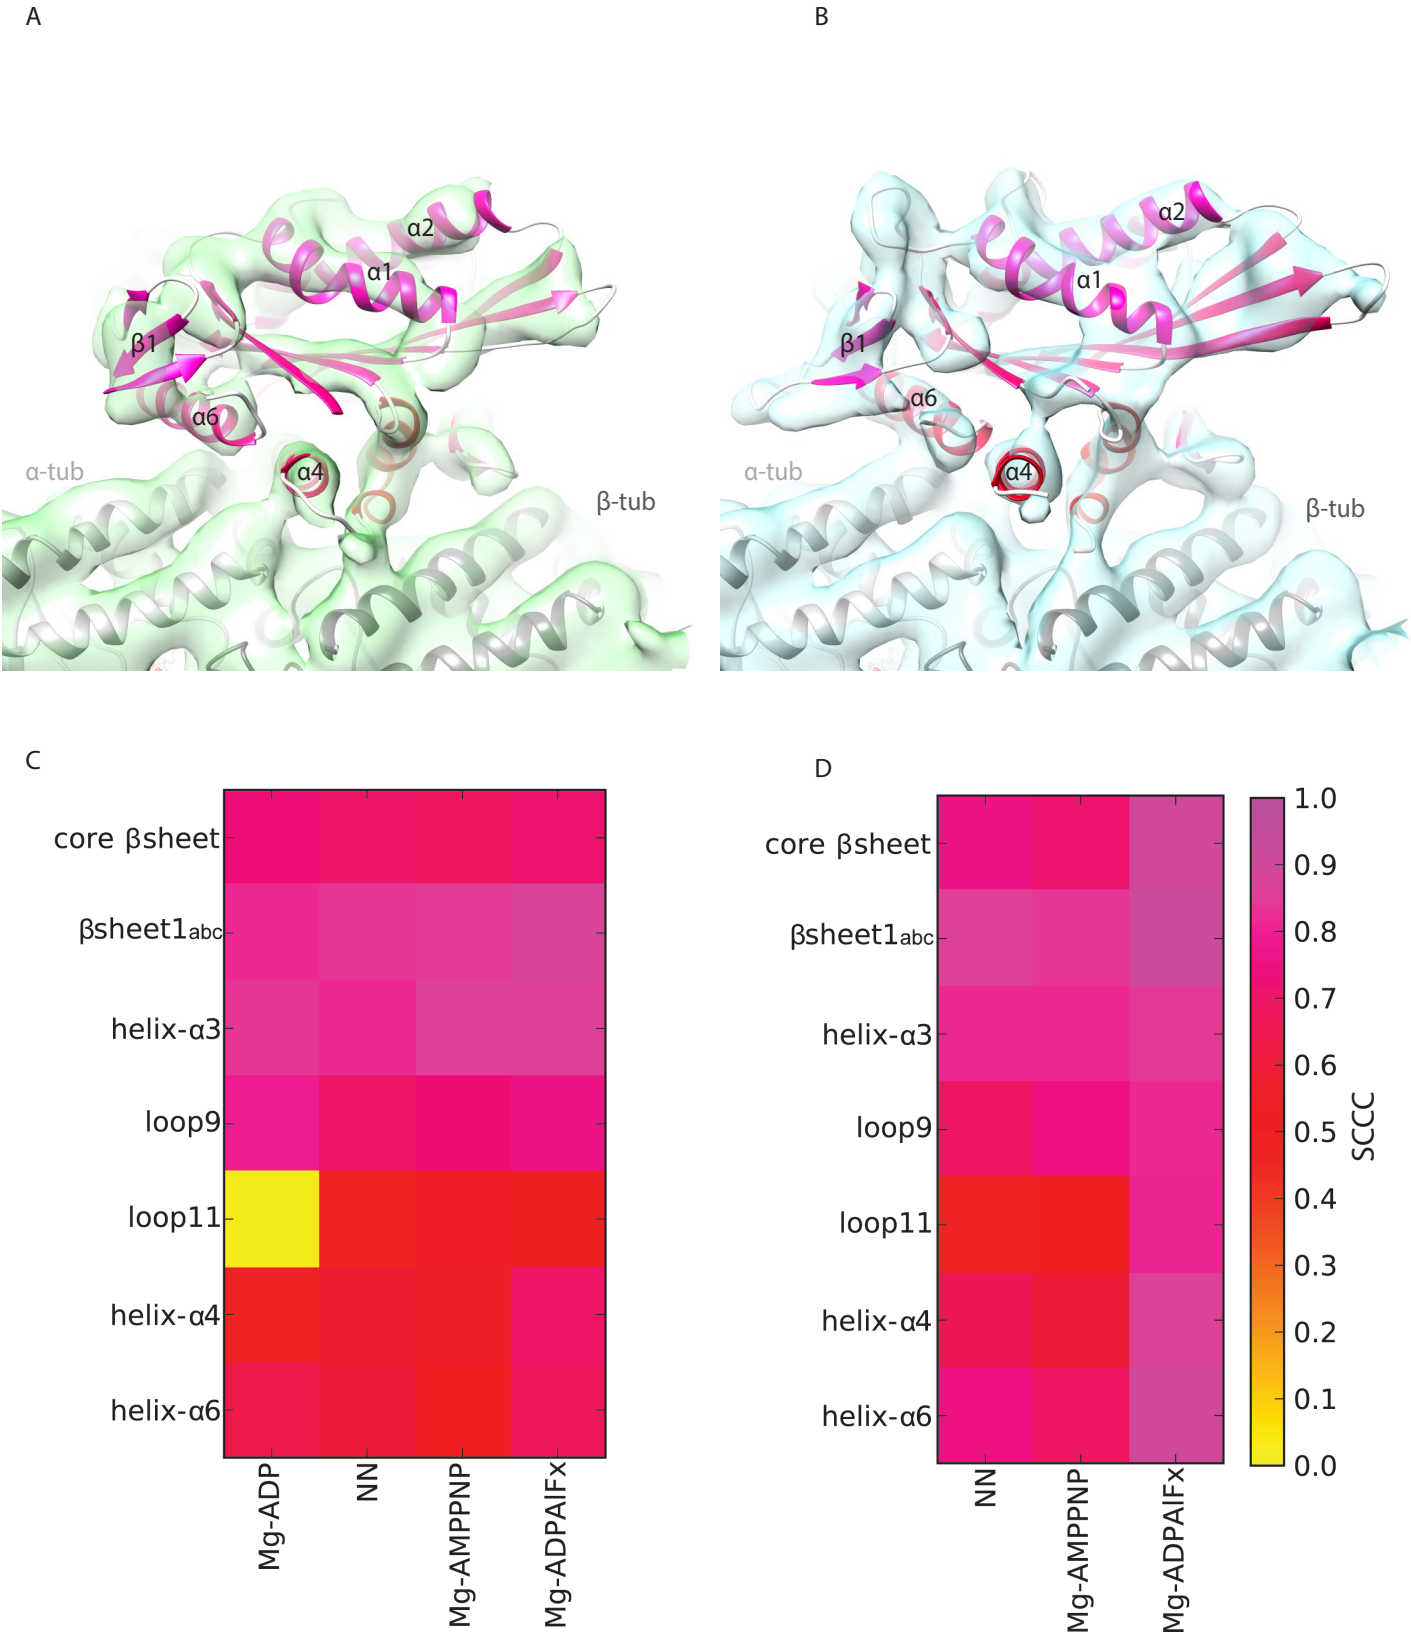 A
B
α2
α1
β1
α6
α4
α-tub
β-tub
α2
α1
β1
α6
α4
α-tub
β-tub
C
core βsheet
βsheet1abc
helix-α3
loop9
loop11
helix-α4
helix-α6
Mg-ADP
NN
Mg-AMPPNP
Mg-ADPAlFx
D
core βsheet
βsheet1abc
helix-α3
loop9
loop11
helix-α4
helix-α6
NN
Mg-AMPPNP
Mg-ADPAlFx
1.0
0.9
0.8
0.7
0.6
0.5
0.4
0.3
0.2
0.1
0.0
SCCC